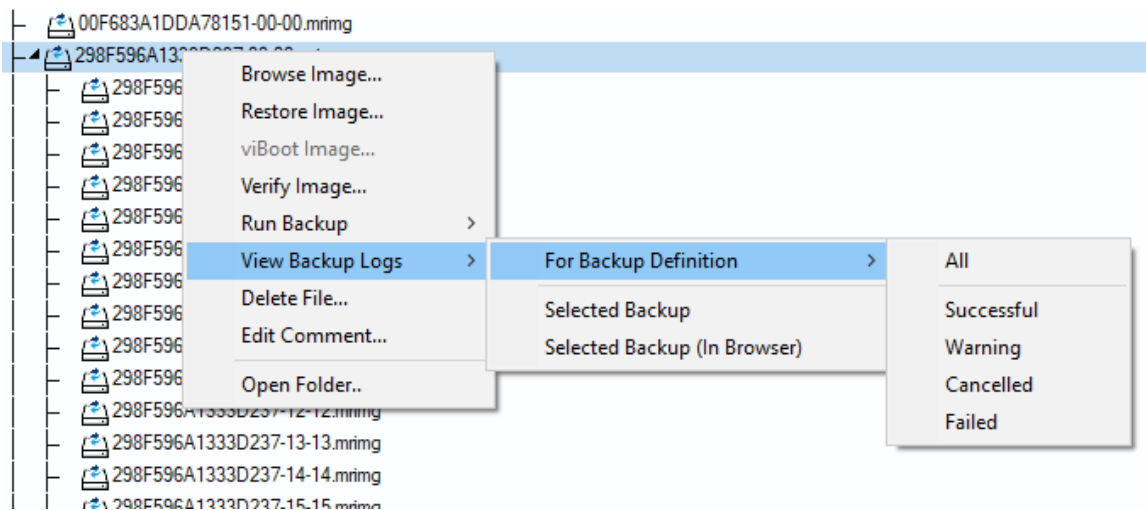 00F683A1DDA78151-00-00.mrimg
298F596A13
298F596
298F596
298F596
298F596
298F596
298F596
298F596
298F596
298F596
298F596
298F596A1333D237-12-12.mrimg
298F596A1333D237-13-13.mrimg
298F596A1333D237-14-14.mrimg
298F596A1333D237-15-15.mrimg
Browse Image...
Restore Image...
viBoot Image...
Verify Image...
Run Backup
View Backup Logs
Delete File...
Edit Comment...
Open Folder..
For Backup Definition
Selected Backup
Selected Backup (In Browser)
All
Successful
Warning
Cancelled
Failed